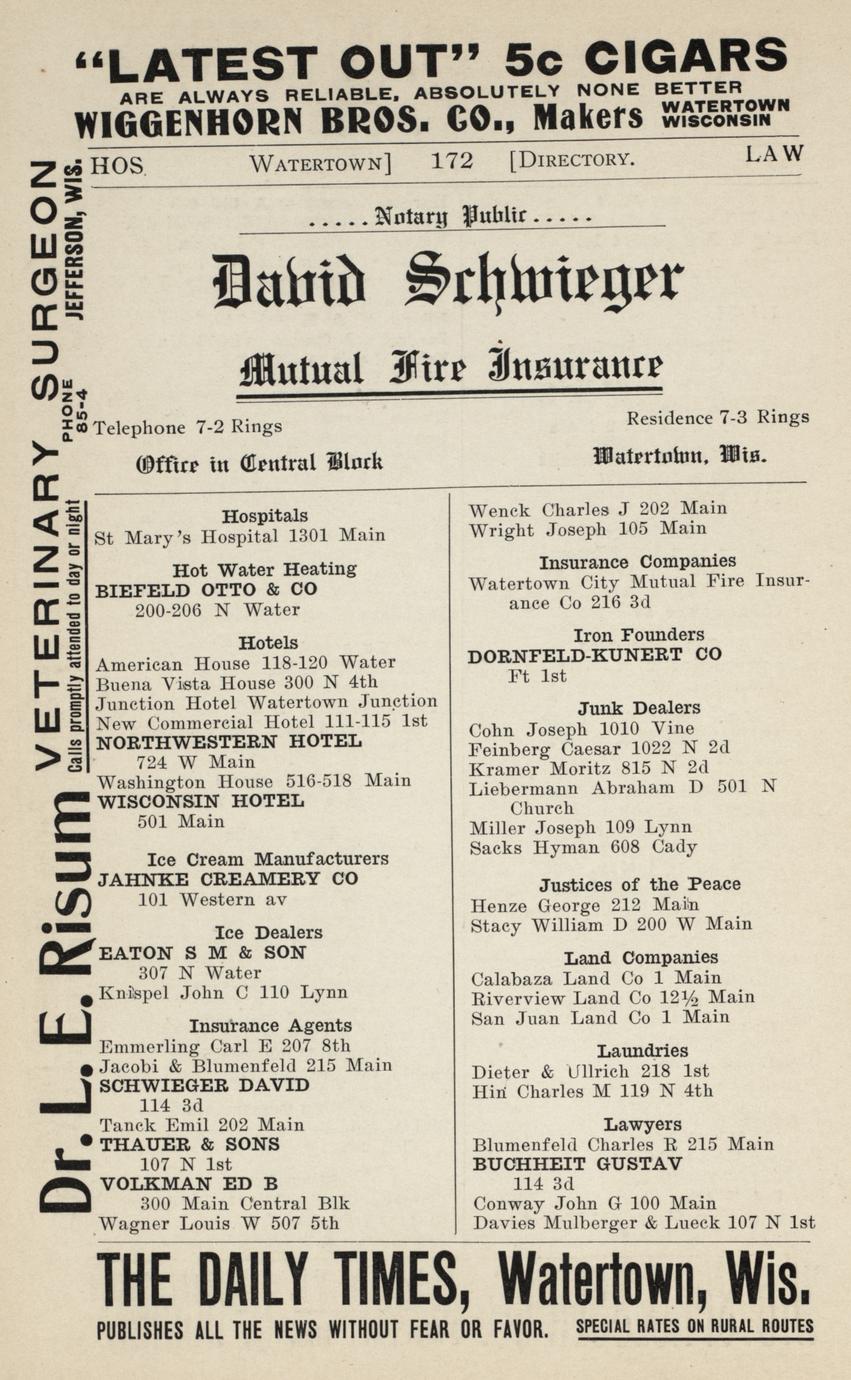 “LATEST OUT” 5c CIGARS
ARE ALWAYS RELIABLE, ABSOLUTELY NONE BETTER
WIGGENHORN BROS. CO., Makers WATERTOWN WISCONSIN
HOS. WATERTOWN] 172 [DIRECTORY. LAW
.....Notary Public.....
David Schwieger
Mutual Fire Insurance
Telephone 7-2 Rings
Residence 7-3 Rings
Office in Central Block
Watertown, Wis.
Hospitals
St Mary's Hospital 1301 Main
Hot Water Heating
BIEFELD OTTO & CO
200-206 N Water
Hotels
American House 118-120 Water
Buena Vista House 300 N 4th
Junction Hotel Watertown Junction
New Commercial Hotel 111-115 1st
NORTHWESTERN HOTEL
724 W Main
Washington House 516-518 Main
WISCONSIN HOTEL
501 Main
Ice Cream Manufacturers
JAHNKE CREAMERY CO
101 Western av
Ice Dealers
EATON S M & SON
307 N Water
Knispel John C 110 Lynn
Insurance Agents
Emmerling Carl E 207 8th
Jacobi & Blumenfeld 215 Main
SCHWIEGER DAVID
114 3d
Tanck Emil 202 Main
THAUER & SONS
107 N 1st
VOLKMAN ED B
300 Main Central Blk
Wagner Louis W 507 5th
Wenck Charles J 202 Main
Wright Joseph 105 Main
Insurance Companies
Watertown City Mutual Fire Insur-
ance Co 216 3d
Iron Founders
DORNFELD-KUNERT CO
Ft 1st
Junk Dealers
Cohn Joseph 1010 Vine
Feinberg Caesar 1022 N 2d
Kramer Moritz 815 N 2d
Liebermann Abraham D 501 N
Church
Miller Joseph 109 Lynn
Sacks Hyman 608 Cady
Justices of the Peace
Henze George 212 Main
Stacy William D 200 W Main
Land Companies
Calabaza Land Co 1 Main
Riverview Land Co 12½ Main
San Juan Land Co 1 Main
Laundries
Dieter & Ullrich 218 1st
Hin Charles M 119 N 4th
Lawyers
Blumenfeld Charles R 215 Main
BUCHHEIT GUSTAV
114 3d
Conway John G 100 Main
Davies Mulberger & Lueck 107 N 1st
Dr. L. E. Risum VETERINARY SURGEON
Calls promptly attended to day or night
PHONE 85-4
JEFFERSON, WIS.
THE DAILY TIMES, Watertown, Wis.
PUBLISHES ALL THE NEWS WITHOUT FEAR OR FAVOR. SPECIAL RATES ON RURAL ROUTES